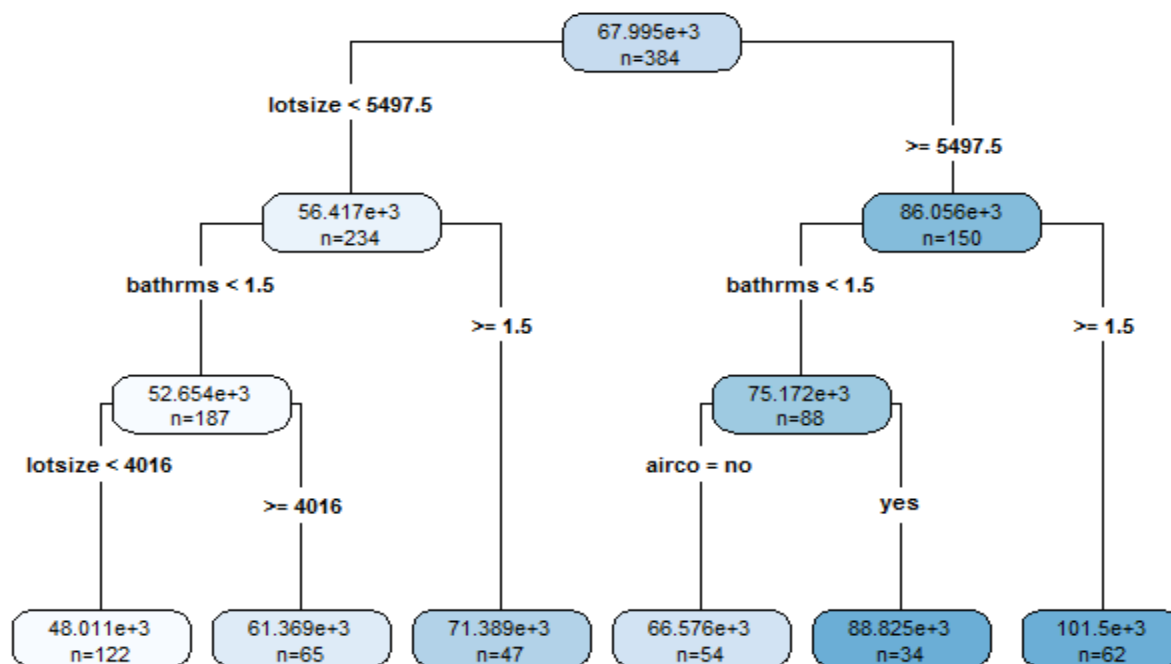 67.995e+3
n=384
lotsize < 5497.5
>= 5497.5
56.417e+3
n=234
86.056e+3
n=150
bathrms < 1.5
>= 1.5
bathrms < 1.5
>= 1.5
52.654e+3
n=187
75.172e+3
n=88
lotsize < 4016
>= 4016
airco = no
yes
48.011e+3
n=122
61.369e+3
n=65
71.389e+3
n=47
66.576e+3
n=54
88.825e+3
n=34
101.5e+3
n=62